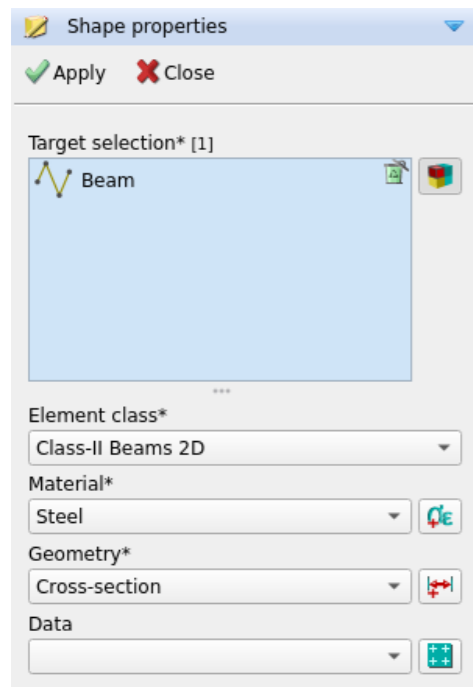 Shape properties
Apply Close
Target selection* [1]
Beam
Element class*
Class-II Beams 2D
Material*
Steel
Geometry*
Cross-section
Data